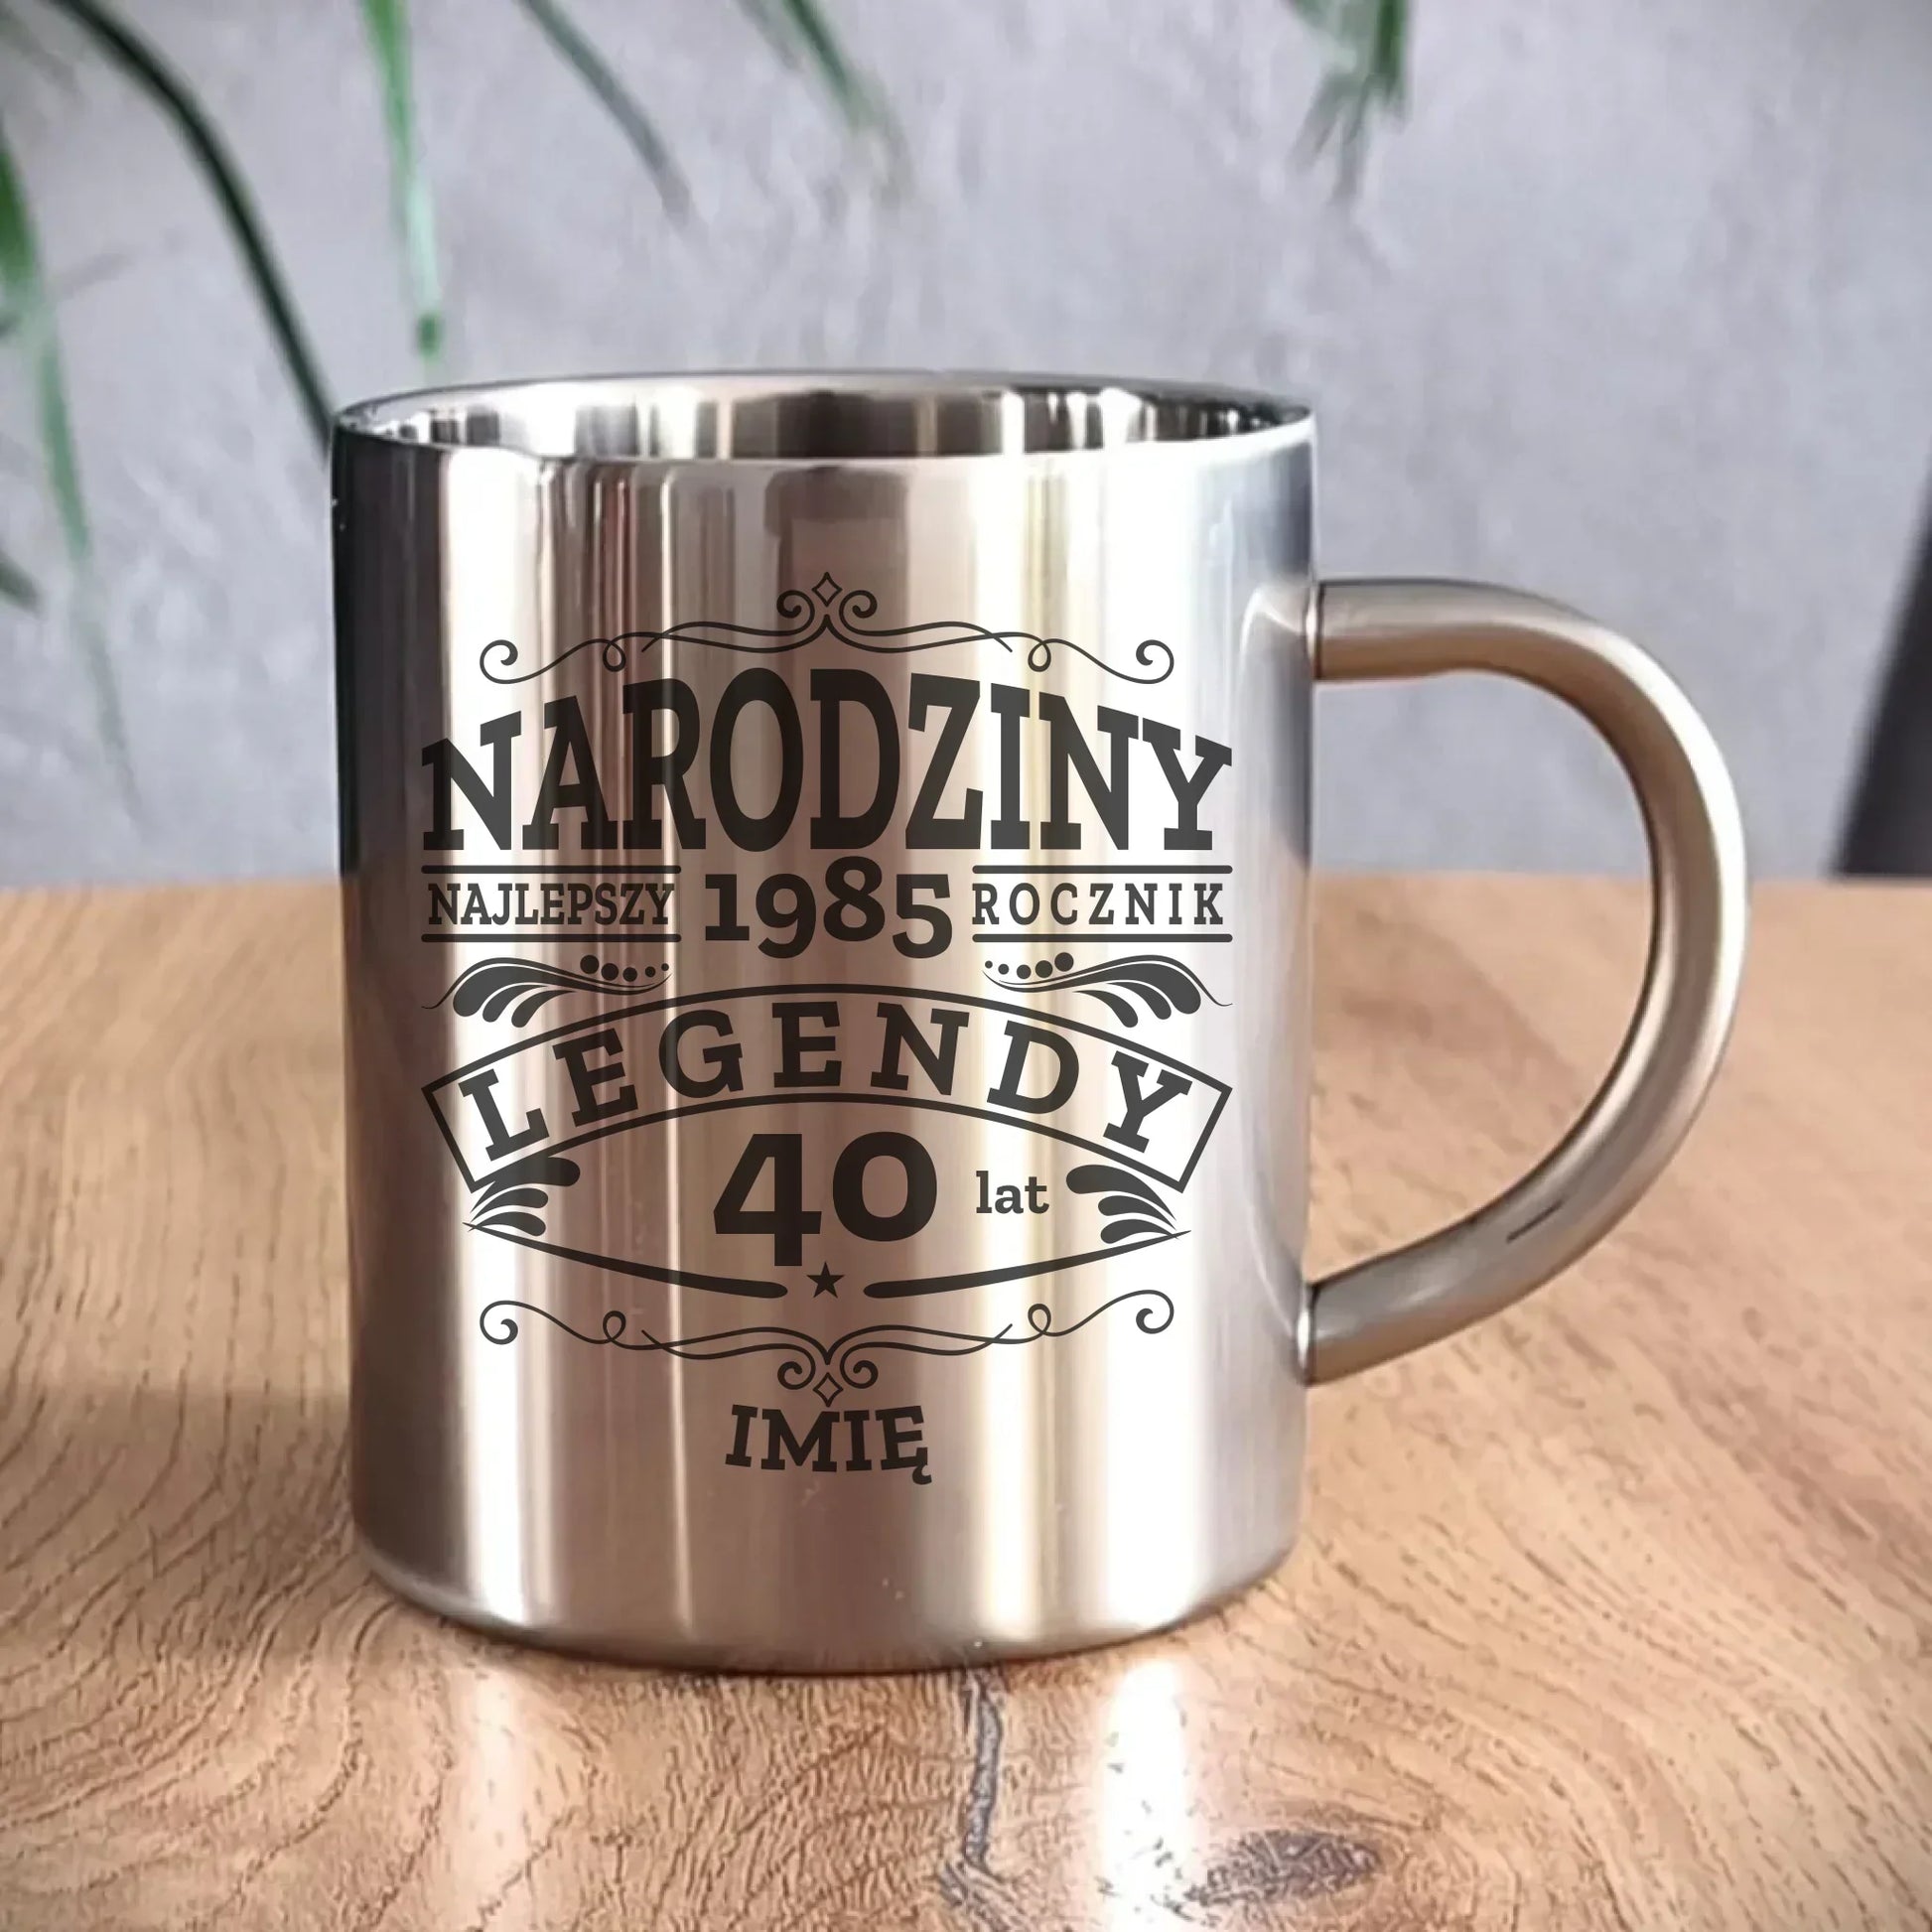 NARODZINY
NAJLEPSZY 1985 ROCZNIK
LEGENDY
40 lat
IMIĘ